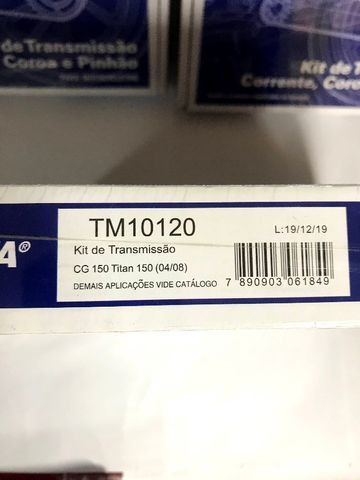 de Transmissão
Coroa e Pinhão
Kit de T
Corrente, Coro
TM10120
L:19/12/19
Kit de Transmissão
CG 150 Titan 150 (04/08)
DEMAIS APLICAÇÕES VIDE CATÁLOGO
7 890903 061849
A®